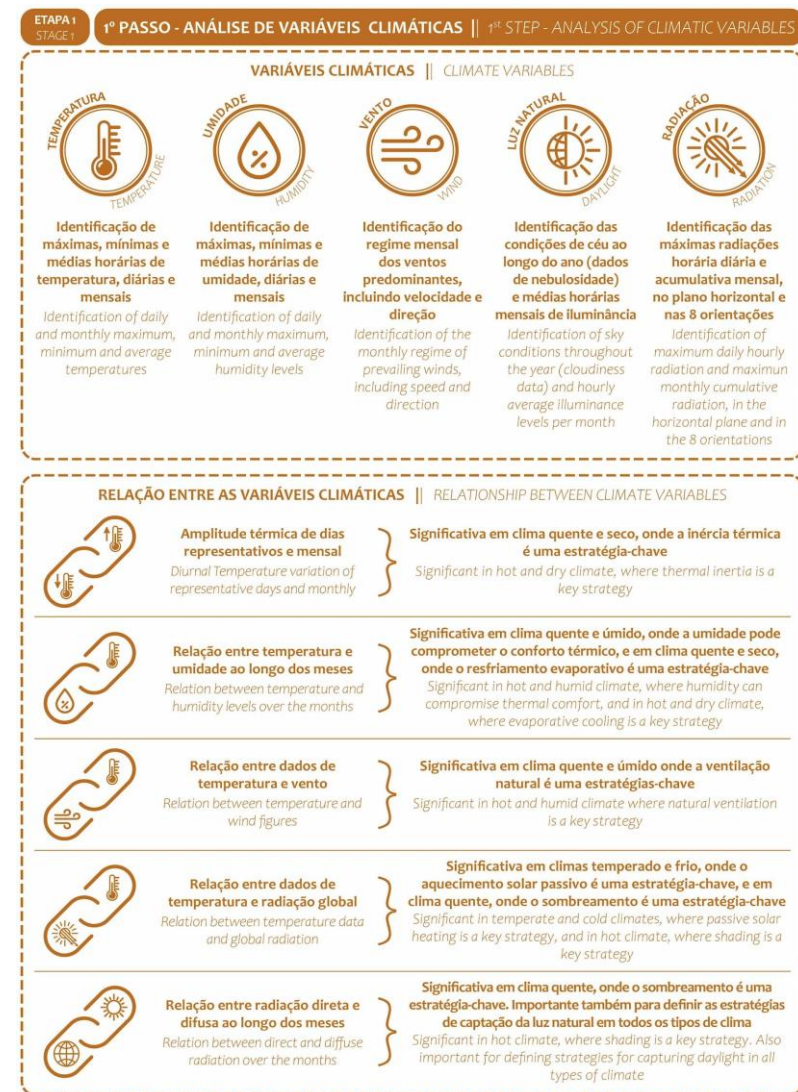 ETAPA 1
STAGE 1
1º PASSO - ANÁLISE DE VARIÁVEIS CLIMÁTICAS || 1st STEP - ANALYSIS OF CLIMATIC VARIABLES
VARIÁVEIS CLIMÁTICAS || CLIMATE VARIABLES
TEMPERATURA
TEMPERATURE
Identificação de
máximas, mínimas e
médias horárias de
temperatura, diárias e
mensais
Identification of daily
and monthly maximum,
minimum and average
temperatures
UMIDADE
HUMIDITY
%
Identificação de
máximas, mínimas e
médias horárias de
umidade, diárias e
mensais
Identification of daily
and monthly maximum,
minimum and average
humidity levels
VENTO
WIND
Identificação do
regime mensal
dos ventos
predominantes,
incluindo velocidade e
direção
Identification of the
monthly regime of
prevailing winds,
including speed and
direction
LUZ NATURAL
DAYLIGHT
Identificação das
condições de céu ao
longo do ano (dados
de nebulosidade)
e médias horárias
mensais de iluminância
Identification of sky
conditions throughout
the year (cloudiness
data) and hourly
average illuminance
levels per month
RADIAÇÃO
RADIATION
Identificação das
máximas radiações
horária diária e
acumulativa mensal,
no plano horizontal e
nas 8 orientações
Identification of
maximum daily hourly
radiation and maximun
monthly cumulative
radiation, in the
horizontal plane and in
the 8 orientations
RELAÇÃO ENTRE AS VARIÁVEIS CLIMÁTICAS || RELATIONSHIP BETWEEN CLIMATE VARIABLES
Amplitude térmica de dias
representativos e mensal
Diurnal Temperature variation of
representative days and monthly
Significativa em clima quente e seco, onde a inércia térmica
é uma estratégia-chave
Significant in hot and dry climate, where thermal inertia is a
key strategy
Relação entre temperatura e
umidade ao longo dos meses
Relation between temperature and
humidity levels over the months
%
Significativa em clima quente e úmido, onde a umidade pode
comprometer o conforto térmico, e em clima quente e seco,
onde o resfriamento evaporativo é uma estratégia-chave
Significant in hot and humid climate, where humidity can
compromise thermal comfort, and in hot and dry climate,
where evaporative cooling is a key strategy
Relação entre dados de
temperatura e vento
Relation between temperature and
wind figures
Significativa em clima quente e úmido onde a ventilação
natural é uma estratégias-chave
Significant in hot and humid climate where natural ventilation
is a key strategy
Relação entre dados de
temperatura e radiação global
Relation between temperature data
and global radiation
Significativa em climas temperado e frio, onde o
aquecimento solar passivo é uma estratégia-chave, e em
clima quente, onde o sombreamento é uma estratégia-chave
Significant in temperate and cold climates, where passive solar
heating is a key strategy, and in hot climate, where shading is a
key strategy
Relação entre radiação direta e
difusa ao longo dos meses
Relation between direct and diffuse
radiation over the months
Significativa em clima quente, onde o sombreamento é uma
estratégia-chave. Importante também para definir as estratégias
de captação da luz natural em todos os tipos de clima
Significant in hot climate, where shading is a key strategy. Also
important for defining strategies for capturing daylight in all
types of climate